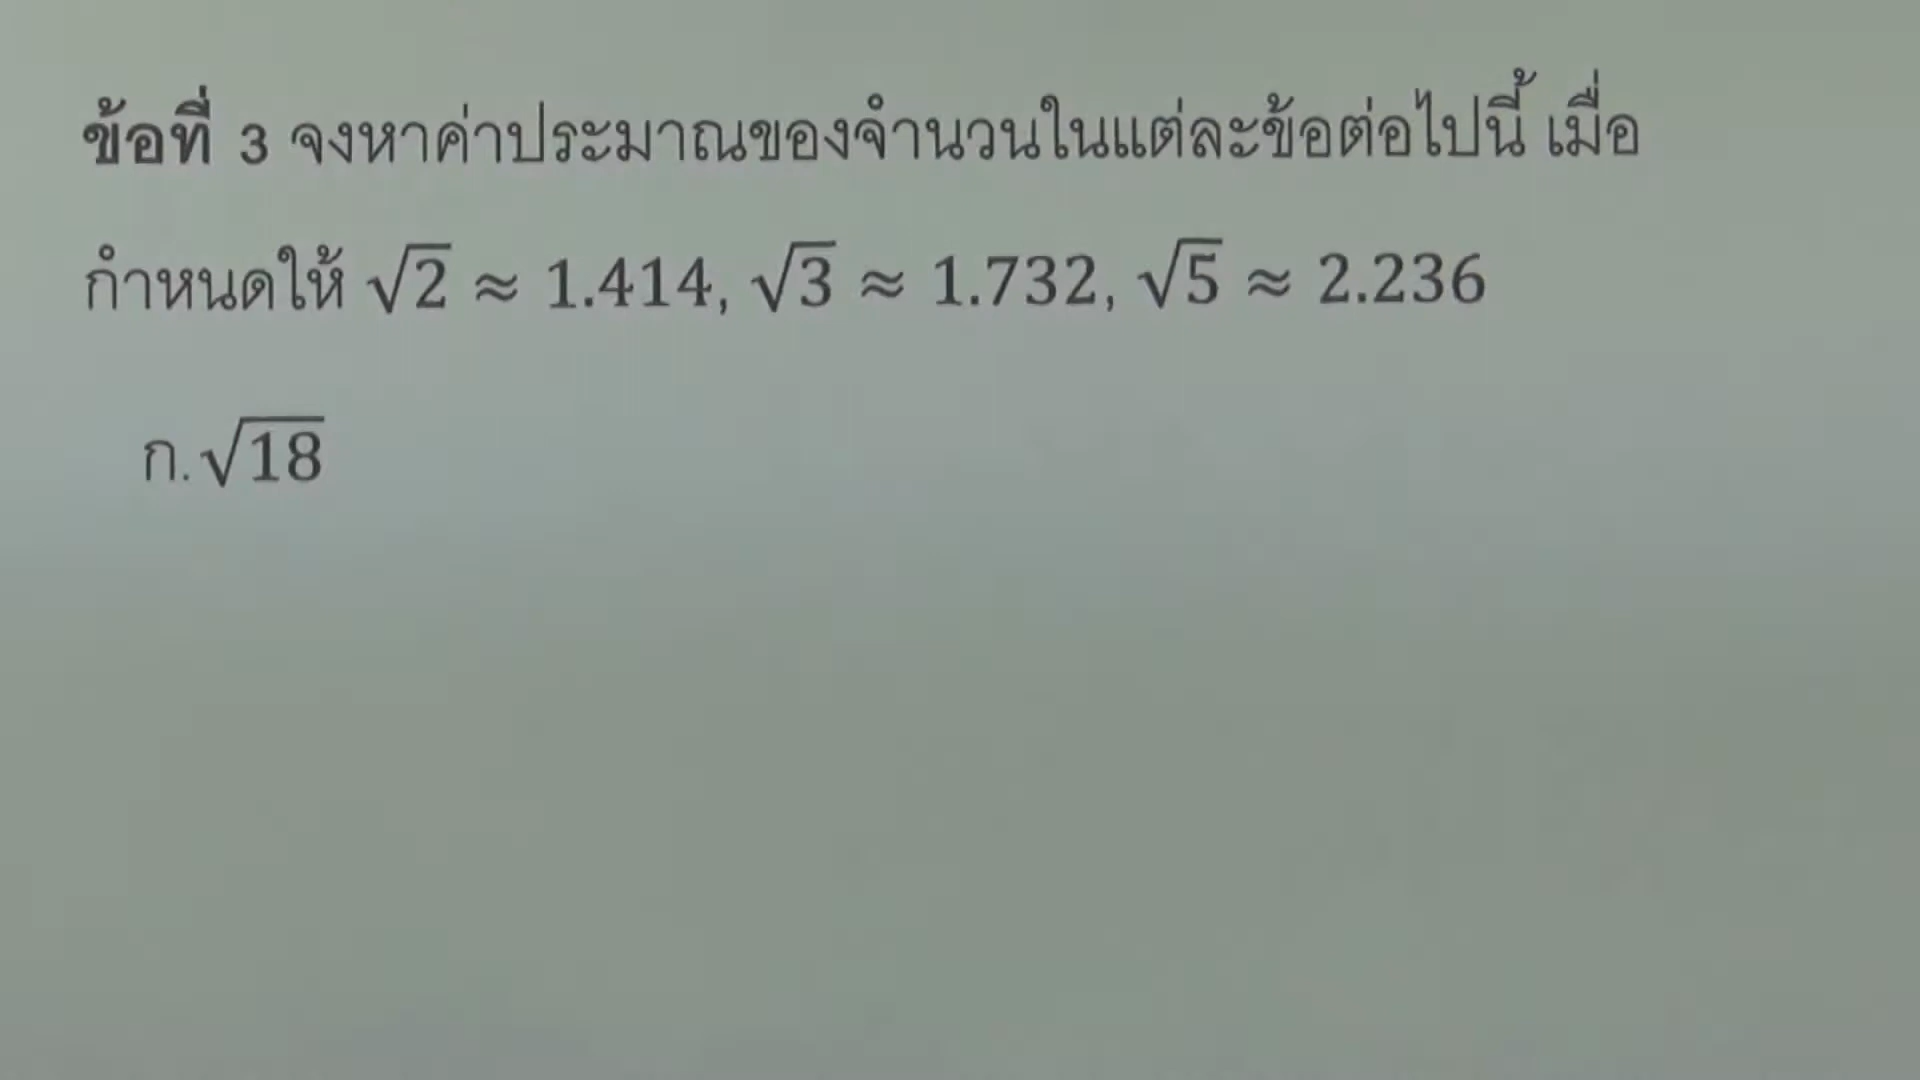 ข้อที่ 3 จงหาค่าประมาณของจำนวนในแต่ละข้อต่อไปนี้ เมื่อ
กำหนดให้ √2 ≈ 1.414, √3 ≈ 1.732, √5 ≈ 2.236
ก.√18